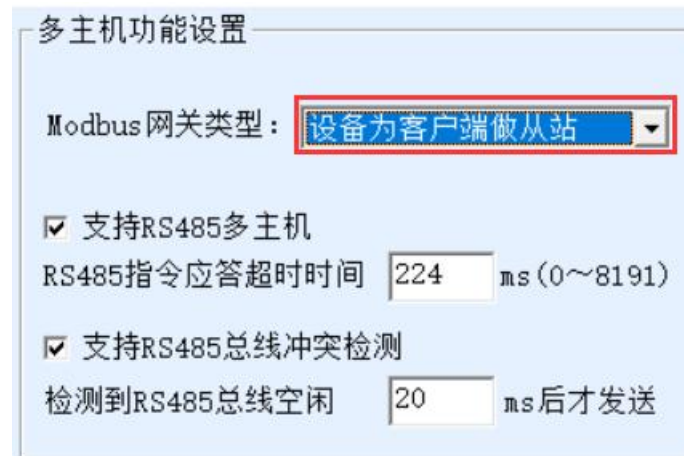 多主机功能设置
Modbus网关类型： 设备为客户端做从站
支持RS485多主机
RS485指令应答超时时间 224 ms(0～8191)
支持RS485总线冲突检测
检测到RS485总线空闲 20 ms后才发送